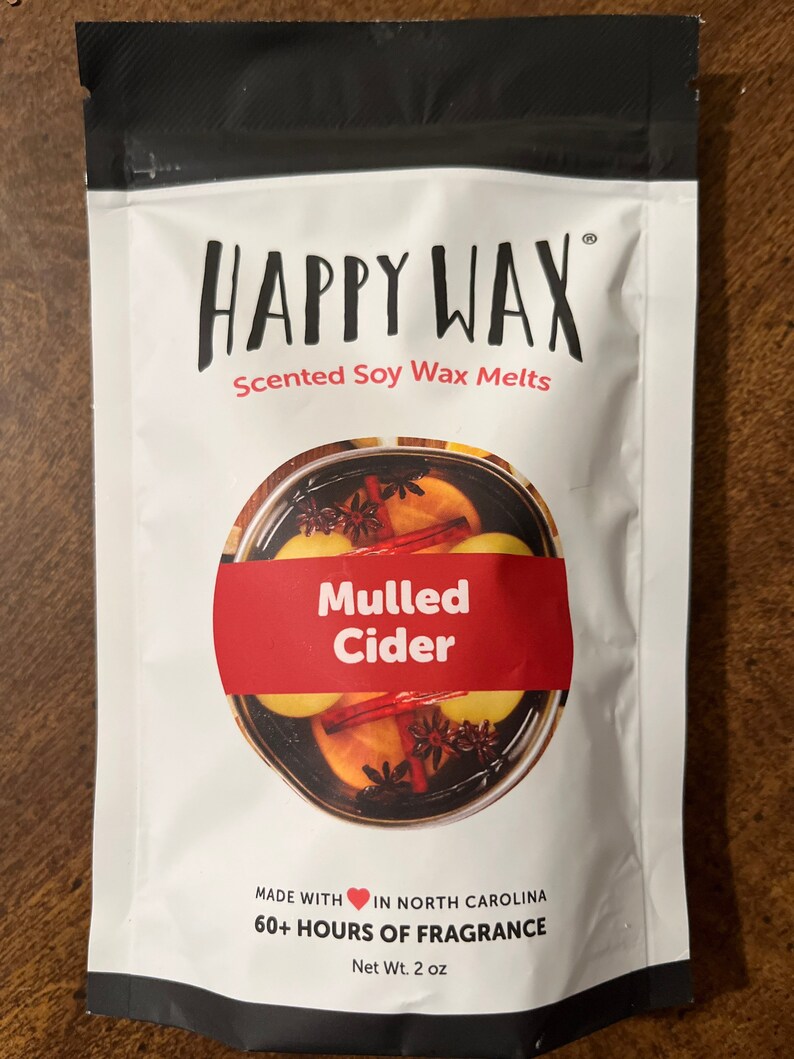 HAPPY WAX®
Scented Soy Wax Melts
Mulled
Cider
MADE WITH ❤ IN NORTH CAROLINA
60+ HOURS OF FRAGRANCE
Net Wt. 2 oz